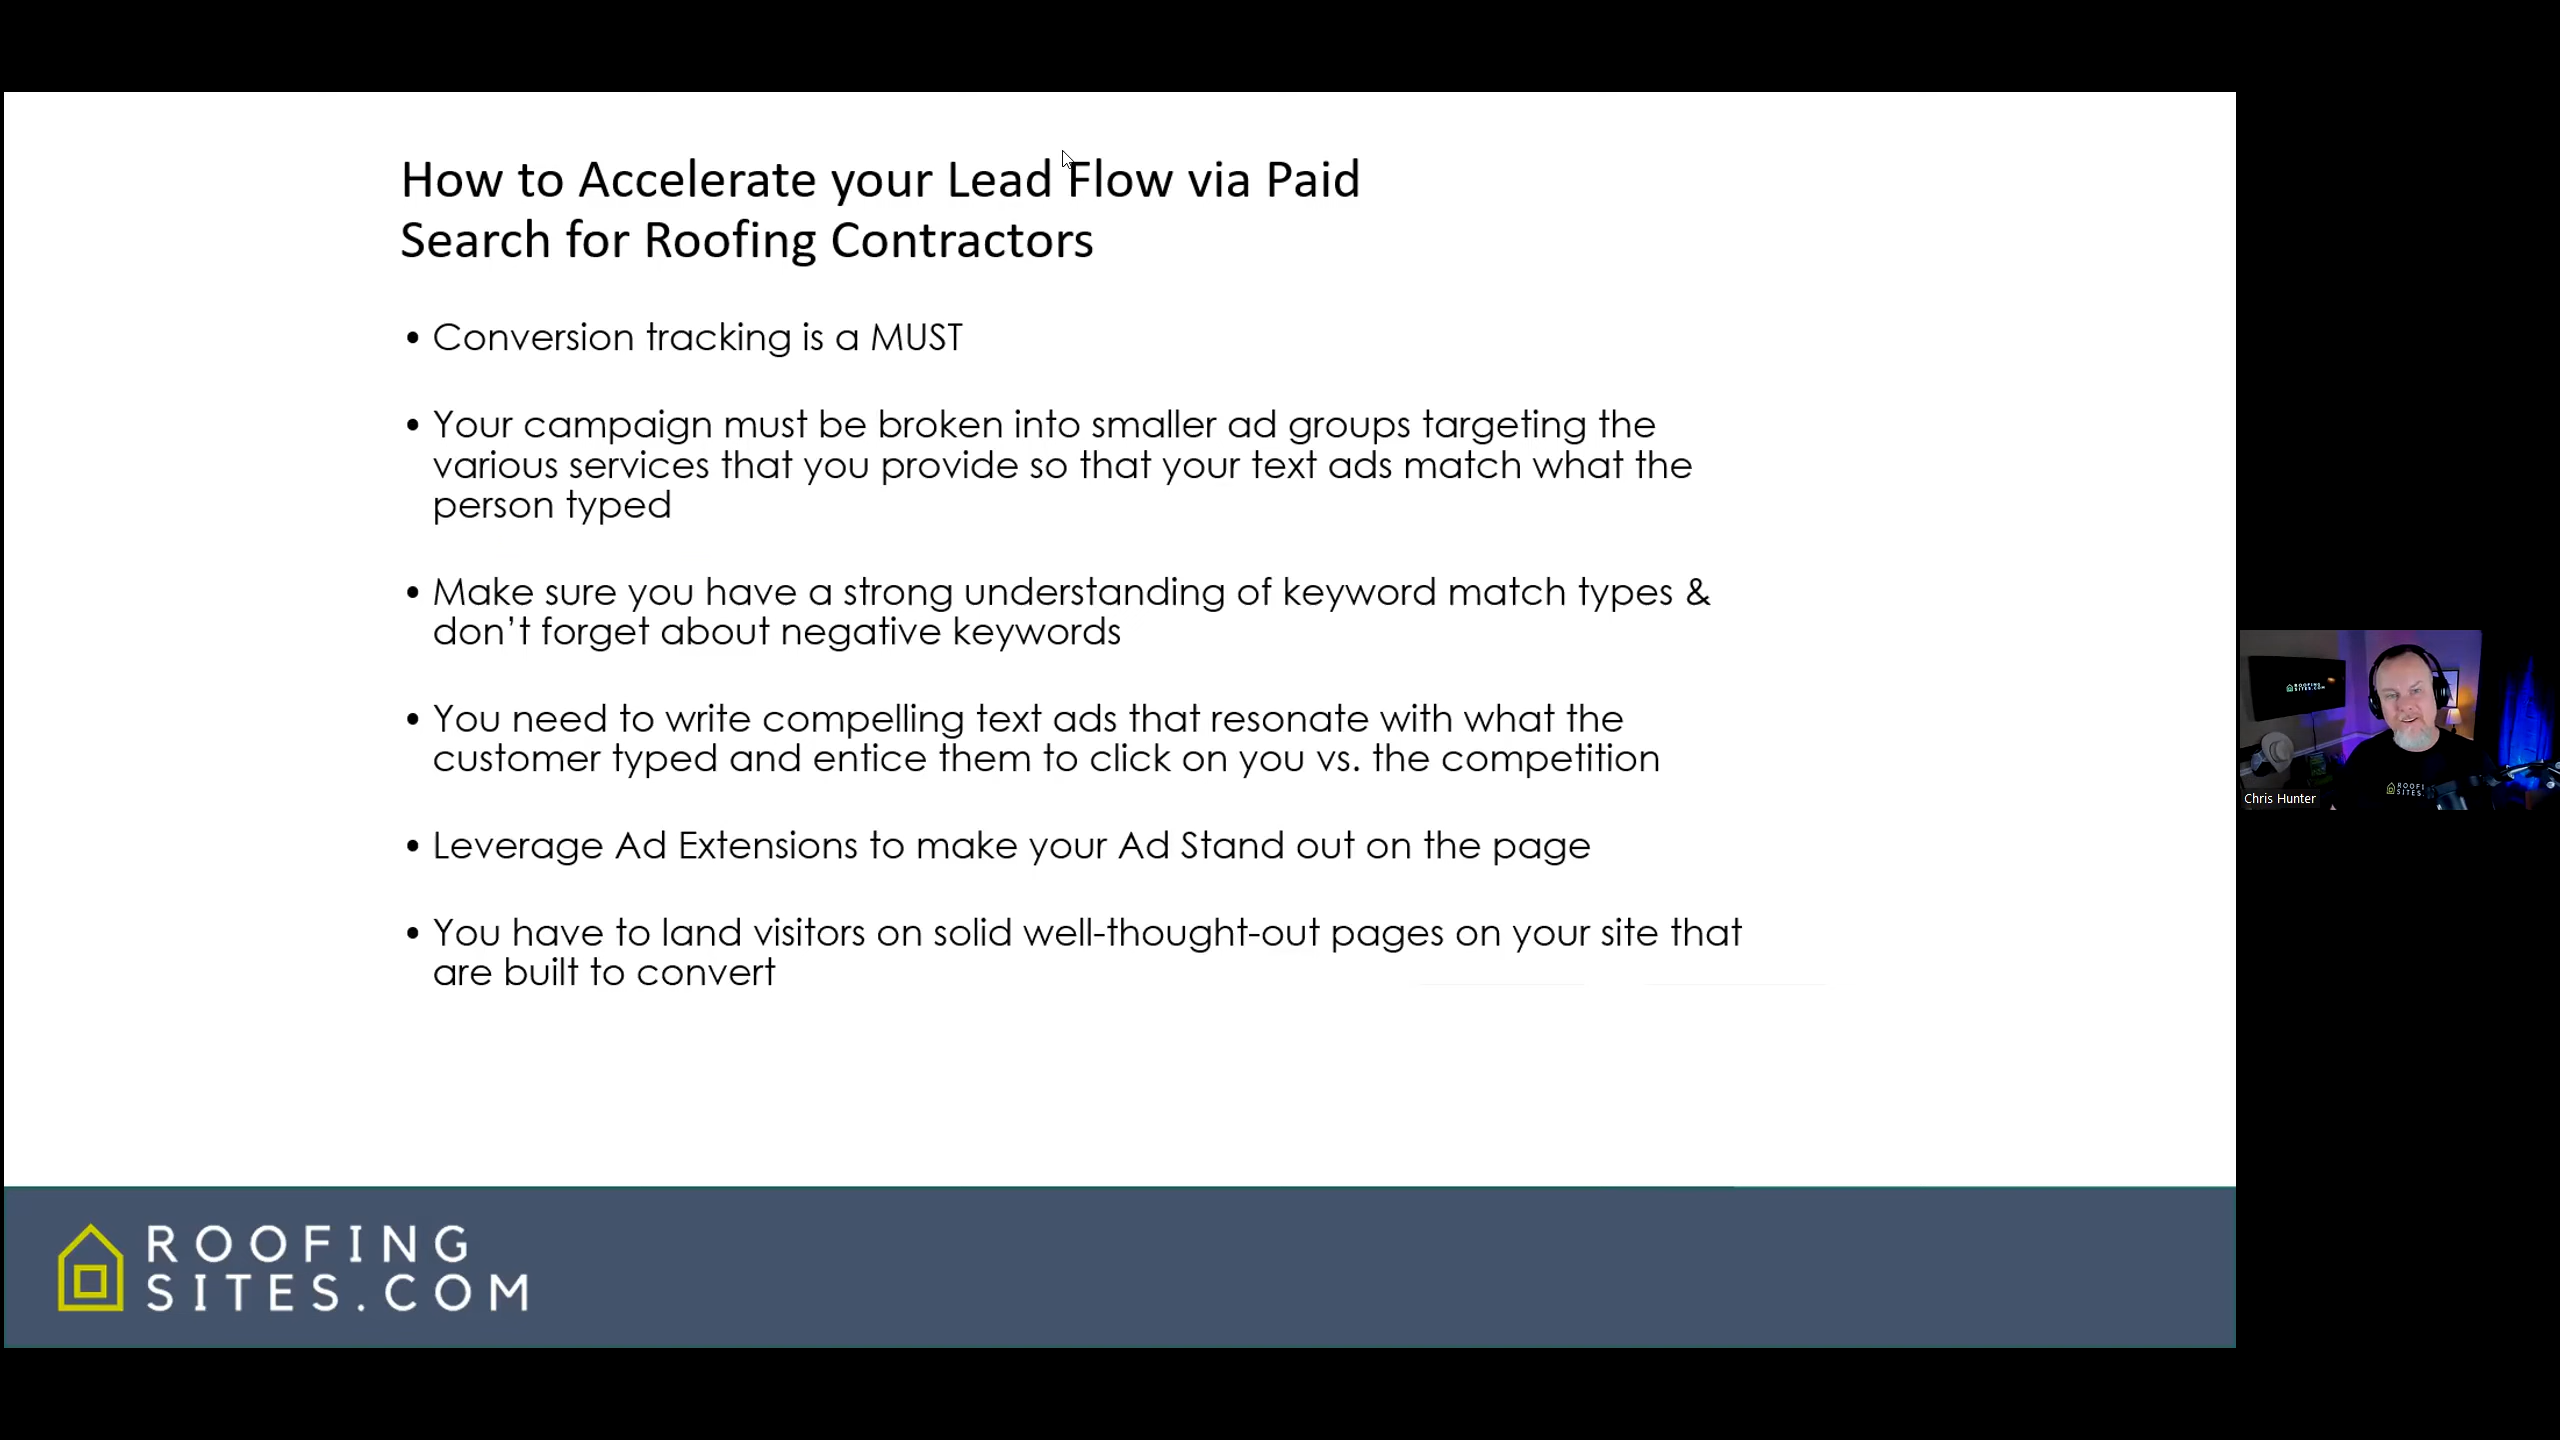 How to Accelerate your Lead Flow via Paid
Search for Roofing Contractors
• Conversion tracking is a MUST
• Your campaign must be broken into smaller ad groups targeting the
various services that you provide so that your text ads match what the
person typed
• Make sure you have a strong understanding of keyword match types &
don’t forget about negative keywords
• You need to write compelling text ads that resonate with what the
customer typed and entice them to click on you vs. the competition
• Leverage Ad Extensions to make your Ad Stand out on the page
• You have to land visitors on solid well-thought-out pages on your site that
are built to convert
ROOFING
SITES.COM
ROOFING
SITES.COM
ROOFI
SITES.
Chris Hunter